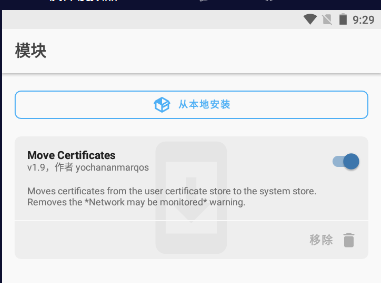 9:29
模块
从本地安装
Move Certificates
v1.9，作者 yochananmarqos
Moves certificates from the user certificate store to the system store.
Removes the *Network may be monitored* warning.
移除